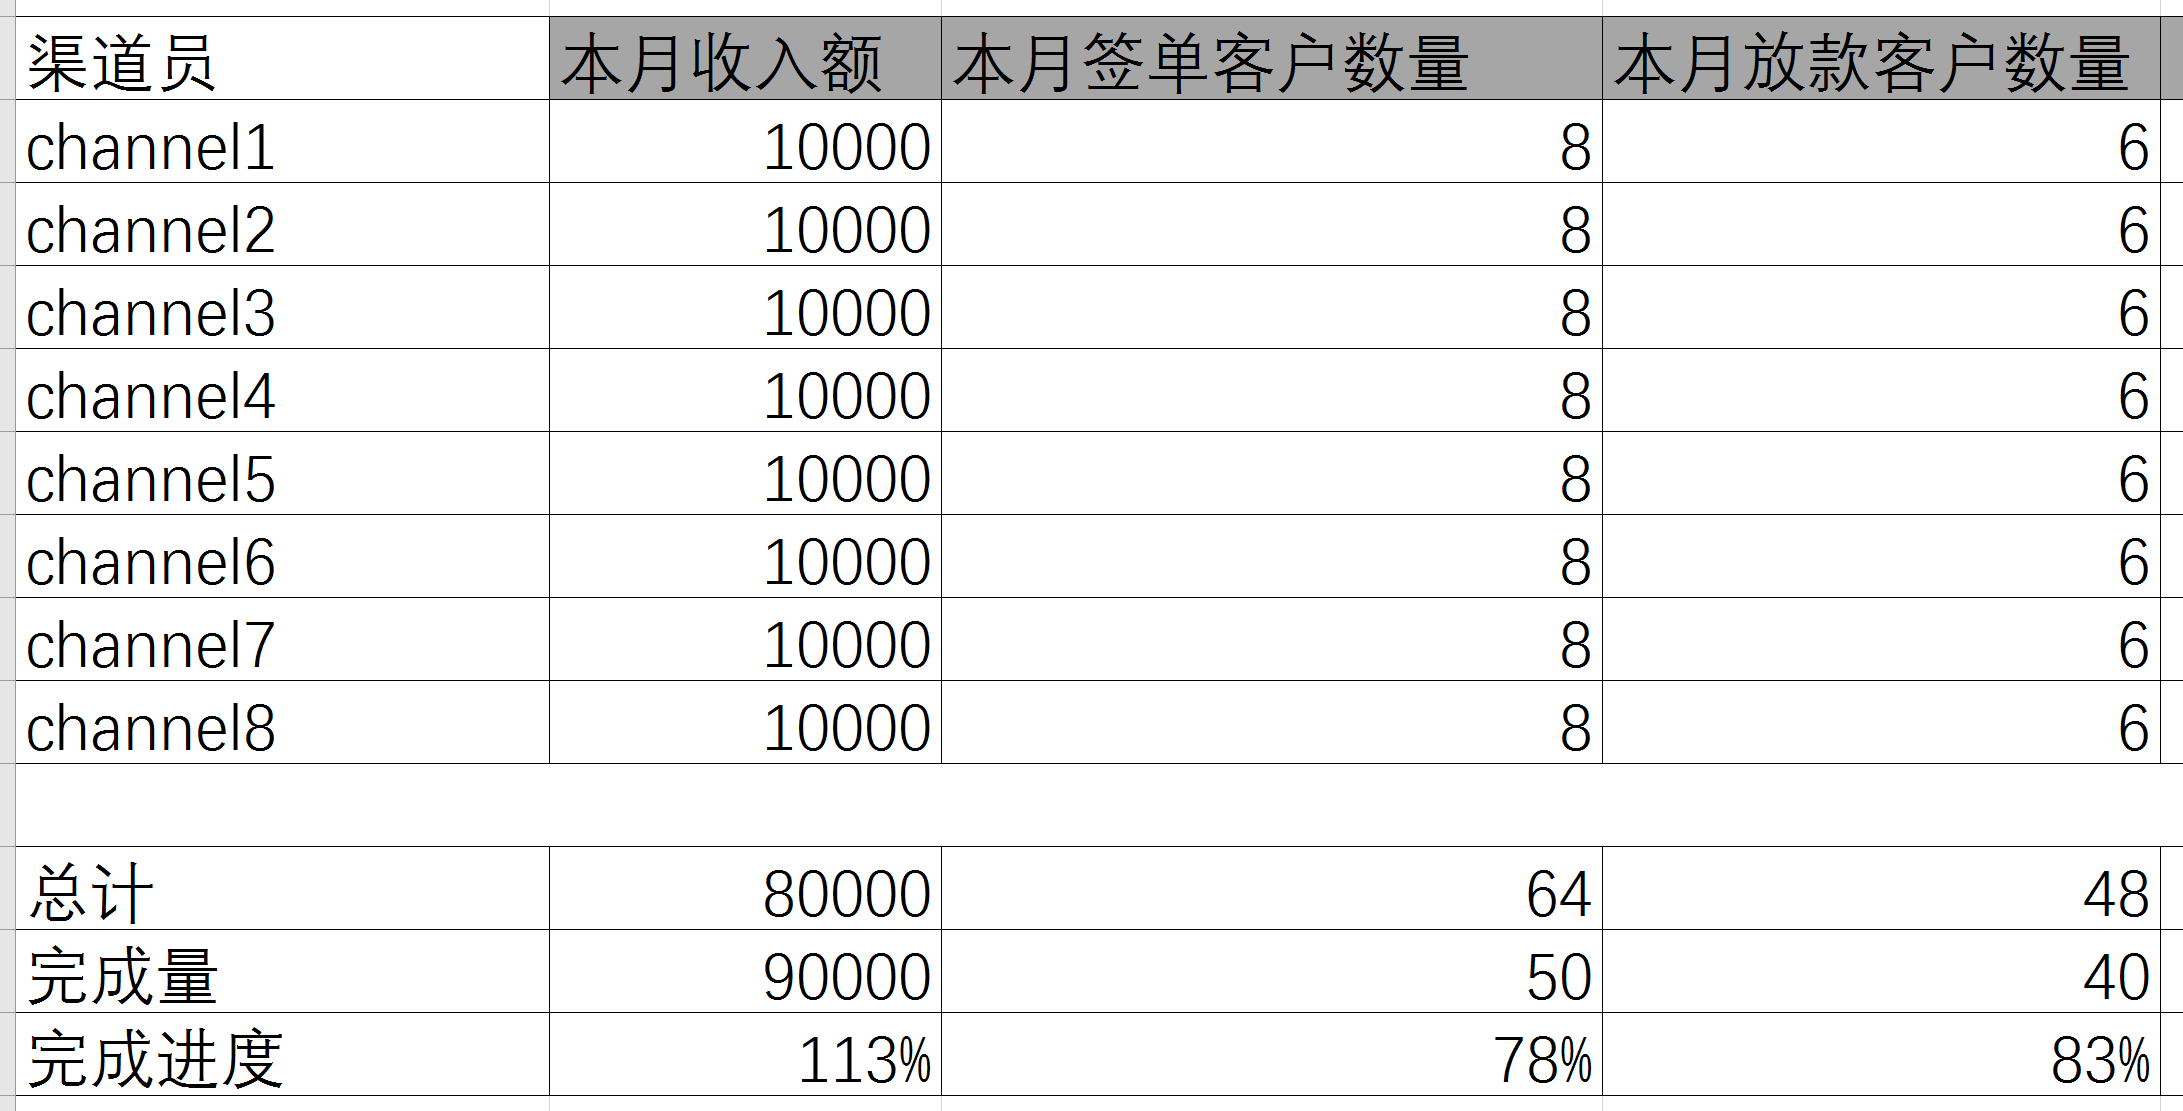 渠道员 本月收入额 本月签单客户数量 本月放款客户数量
channel1 10000 8 6
channel2 10000 8 6
channel3 10000 8 6
channel4 10000 8 6
channel5 10000 8 6
channel6 10000 8 6
channel7 10000 8 6
channel8 10000 8 6
总计 80000 64 48
完成量 90000 50 40
完成进度 113% 78% 83%